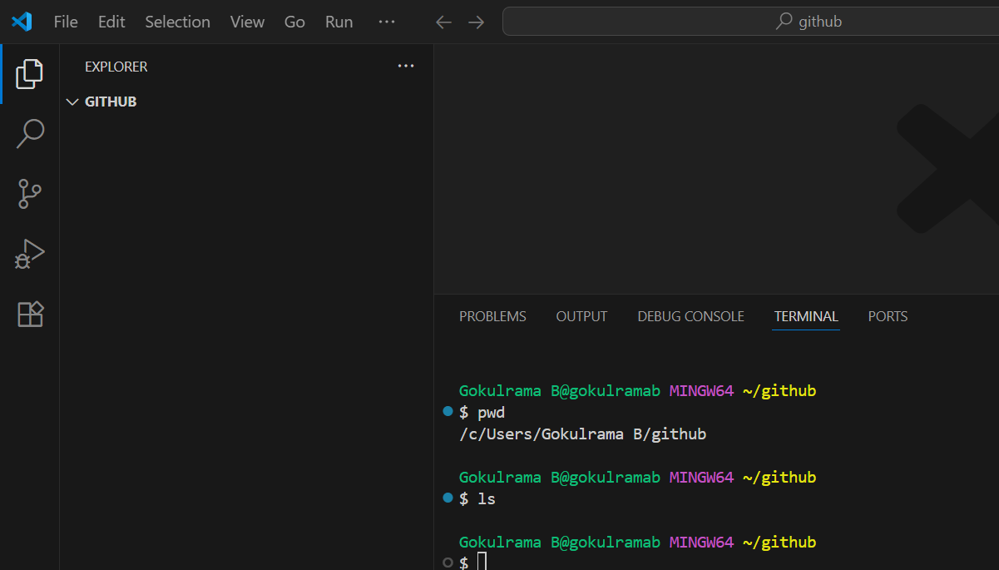 File Edit Selection View Go Run ··· github
EXPLORER ···
GITHUB
PROBLEMS OUTPUT DEBUG CONSOLE TERMINAL PORTS
Gokulrama B@gokulramab MINGW64 ~/github
$ pwd
/c/Users/Gokulrama B/github
Gokulrama B@gokulramab MINGW64 ~/github
$ ls
Gokulrama B@gokulramab MINGW64 ~/github
$